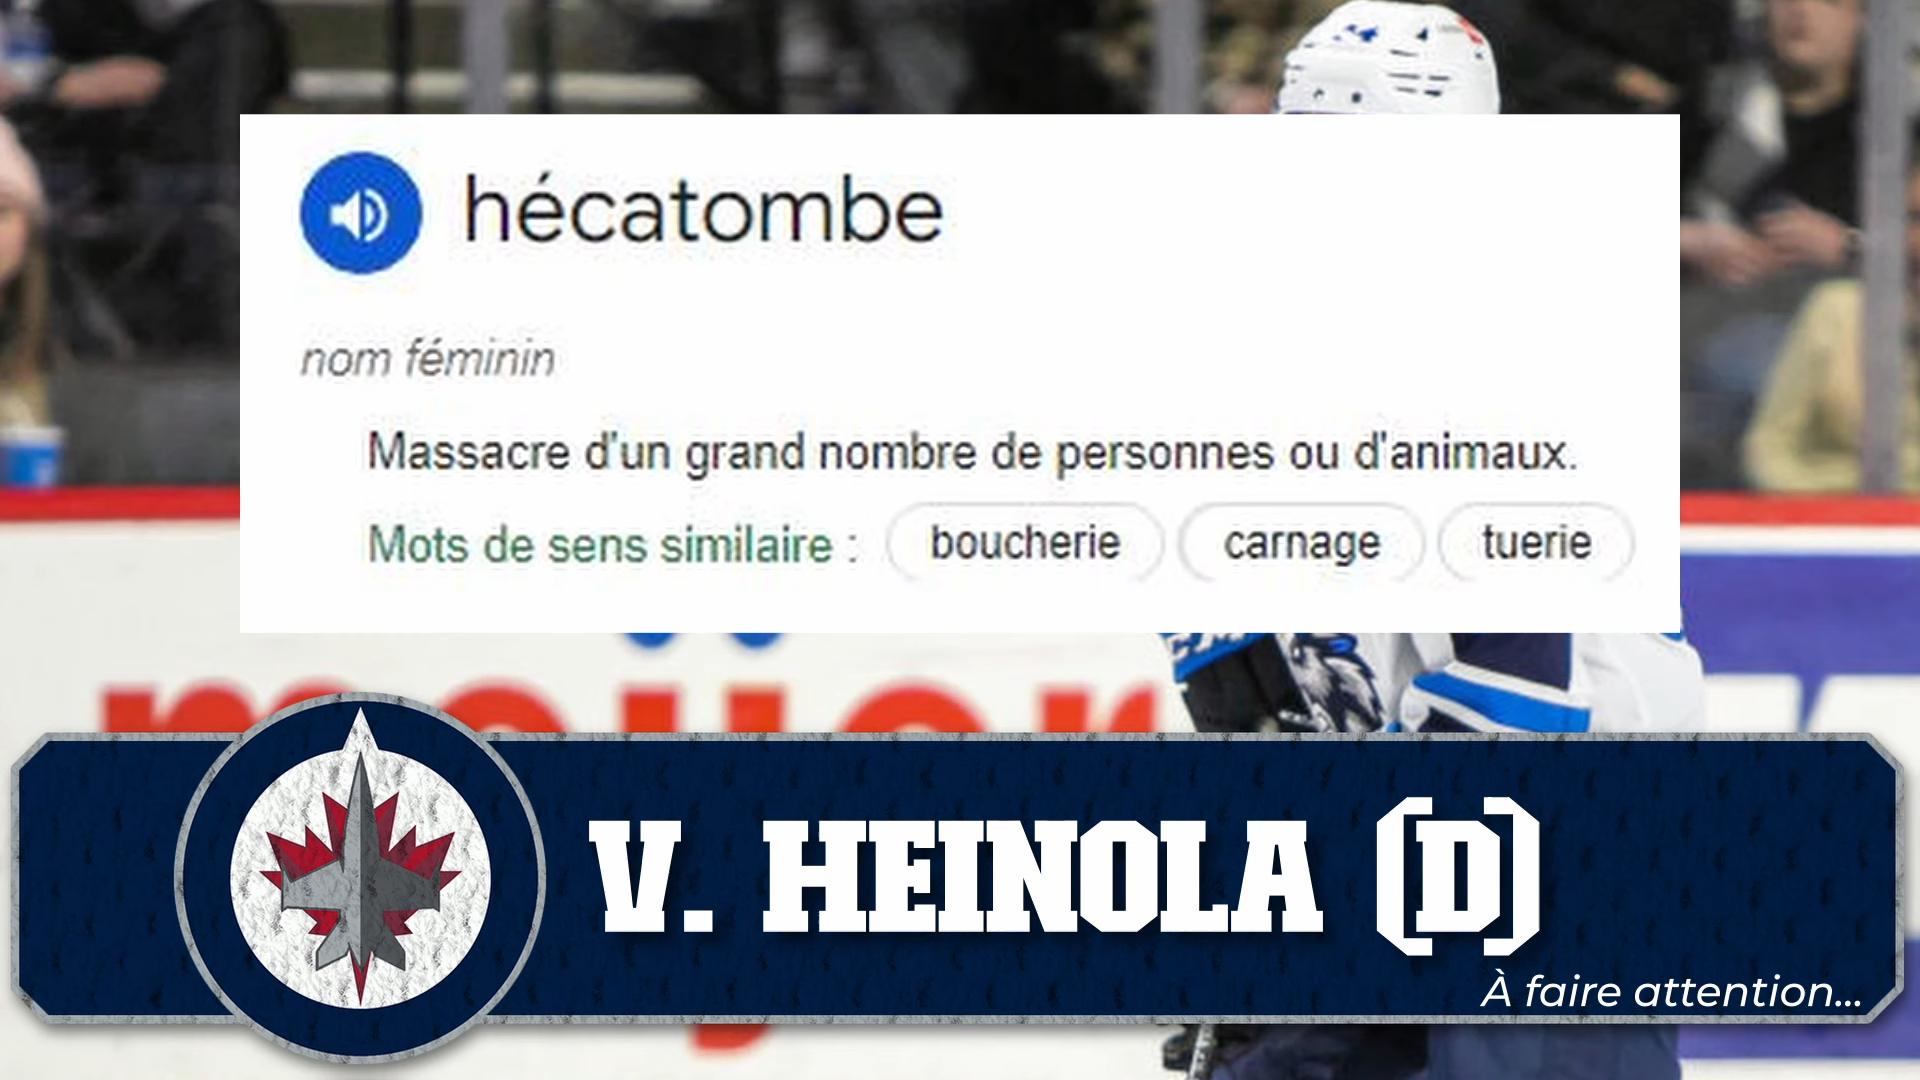 hécatombe
nom féminin
Massacre d'un grand nombre de personnes ou d'animaux.
Mots de sens similaire : boucherie carnage tuerie
V. HEINOLA (D)
À faire attention...